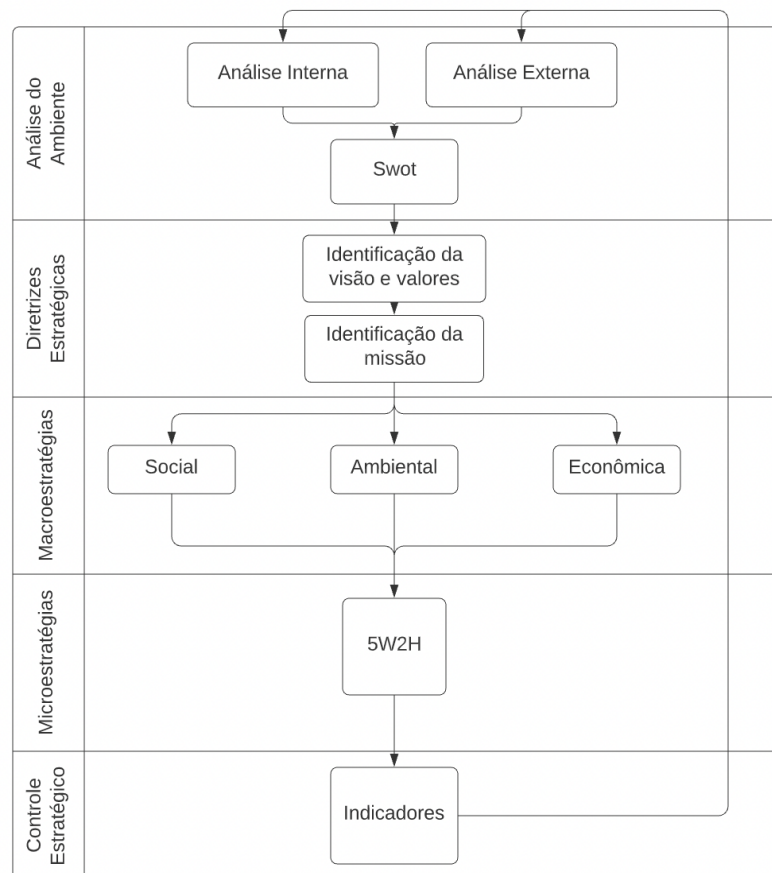 Análise do
Ambiente
Análise Interna
Análise Externa
Swot
Diretrizes
Estratégicas
Identificação da
visão e valores
Identificação da
missão
Macroestratégias
Social
Ambiental
Econômica
Microestratégias
5W2H
Controle
Estratégico
Indicadores